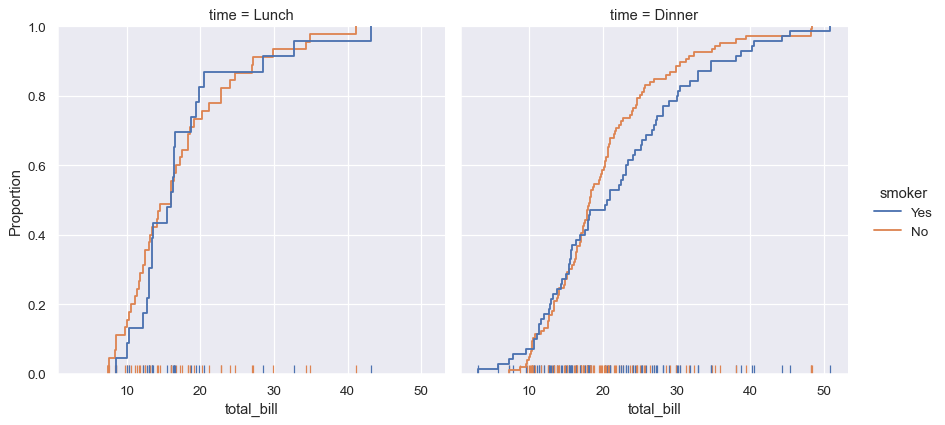 time = Lunch
time = Dinner
1.0
0.8
0.6
0.4
0.2
0.0
Proportion
10 20 30 40 50
total_bill
10 20 30 40 50
total_bill
smoker
Yes
No